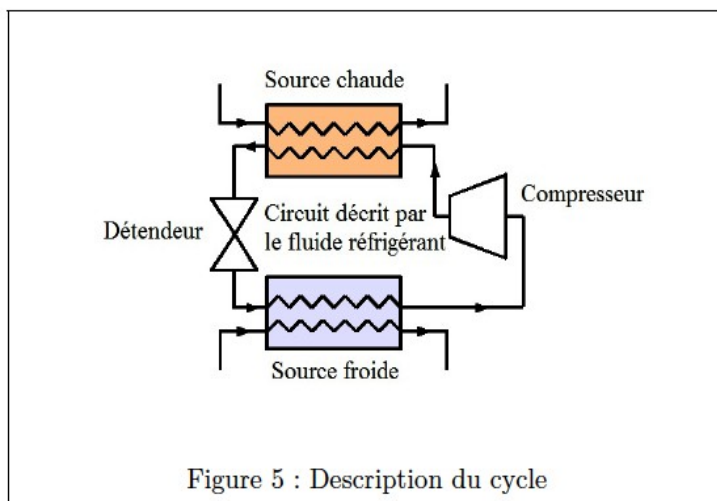 Source chaude
Compresseur
Détendeur
Circuit décrit par
le fluide réfrigérant
Source froide
Figure 5 : Description du cycle